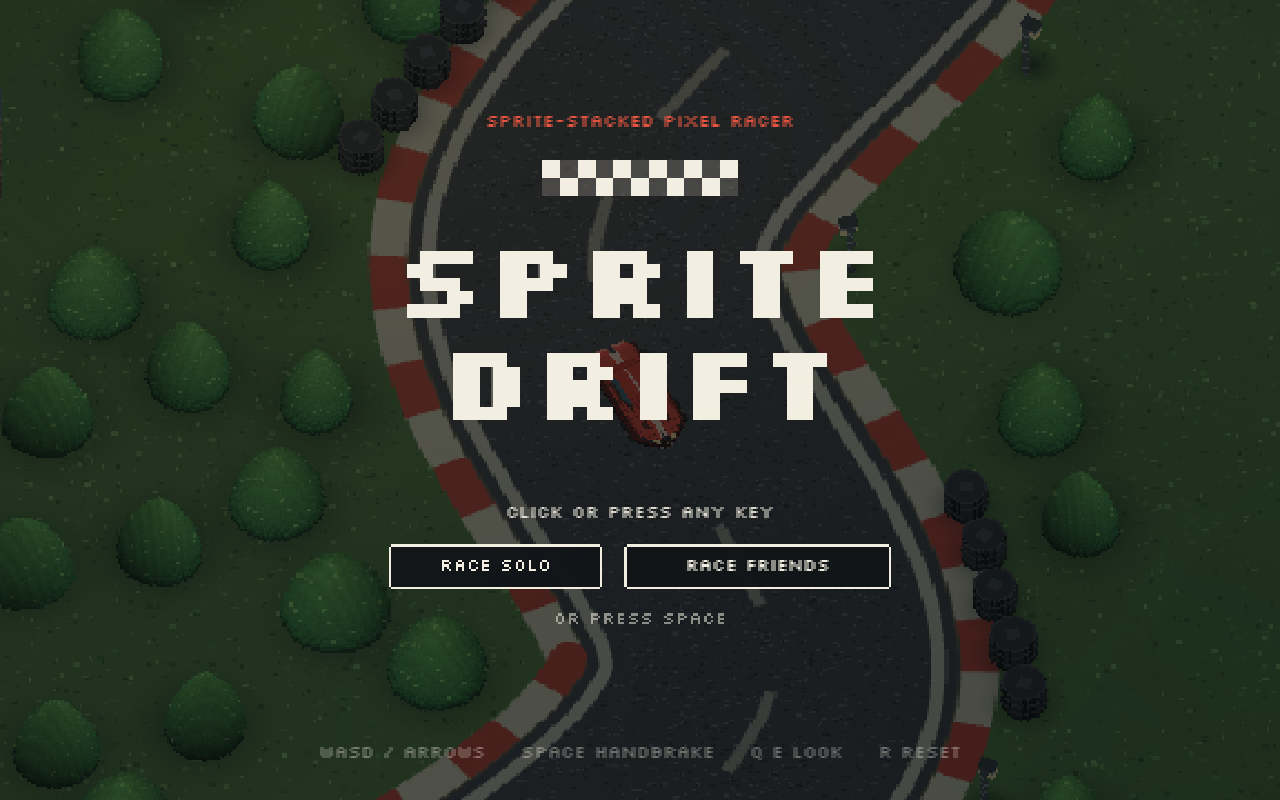 SPRITE-STACKED PIXEL RACER
SPRITE
DRIFT
CLICK OR PRESS ANY KEY
RACE SOLO
RACE FRIENDS
OR PRESS SPACE
WASD / ARROWS SPACE HANDBRAKE Q E LOOK R RESET